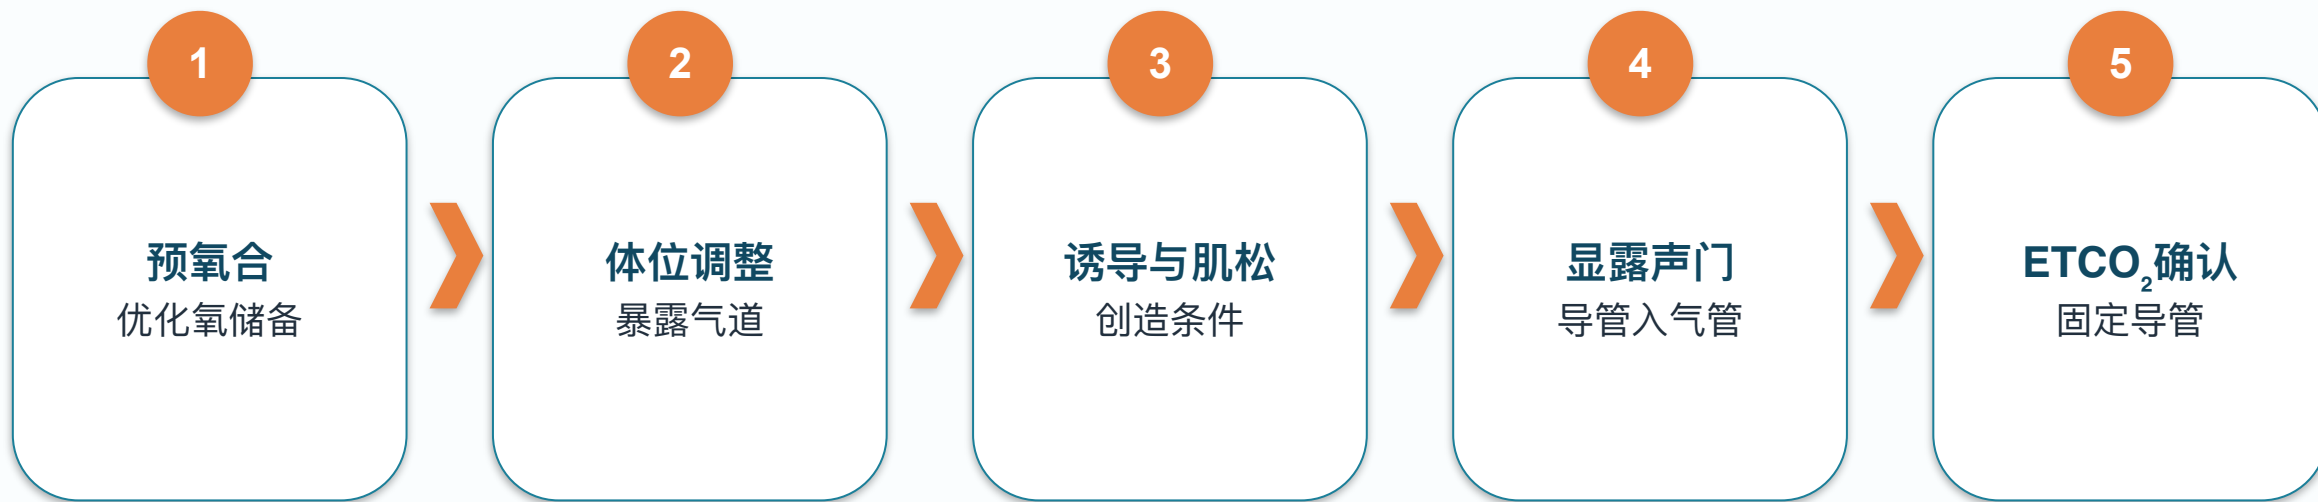 1
预氧合
优化氧储备
2
体位调整
暴露气道
3
诱导与肌松
创造条件
4
显露声门
导管入气管
5
ETCO₂确认
固定导管